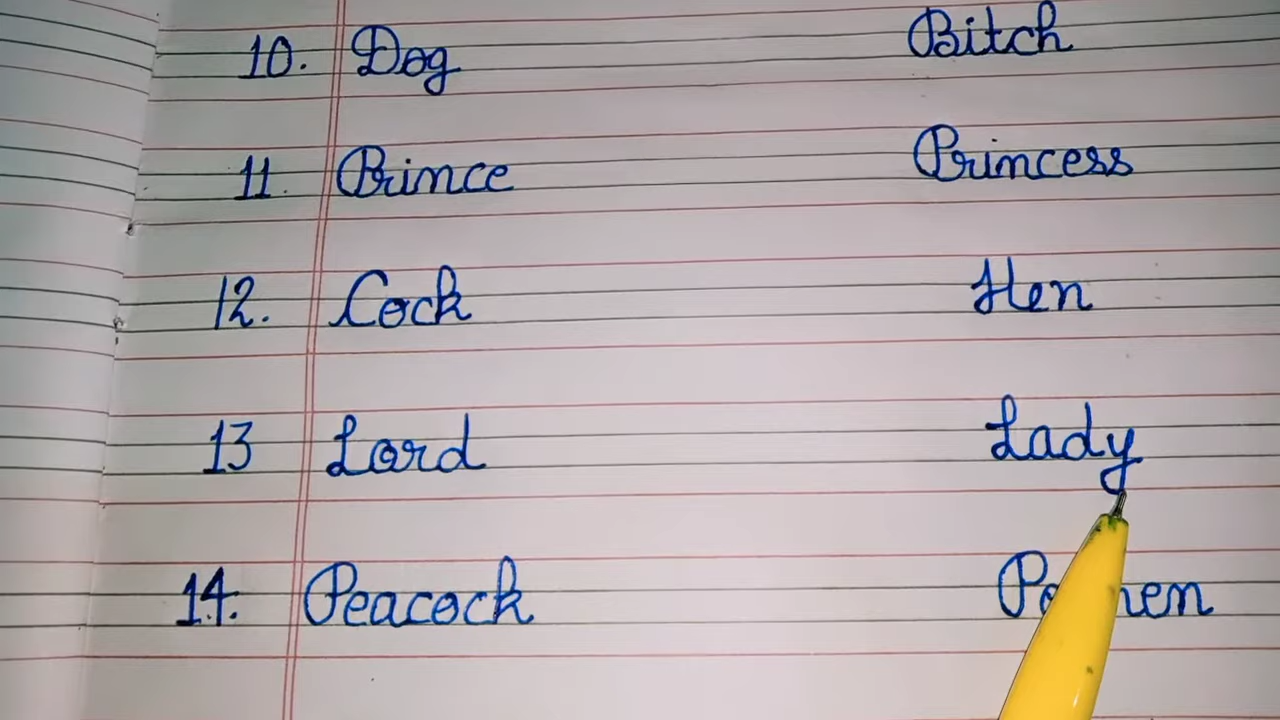 10. Dog Bitch
11. Prince Princess
12. Cock Hen
13 Lord Lady
14. Peacock